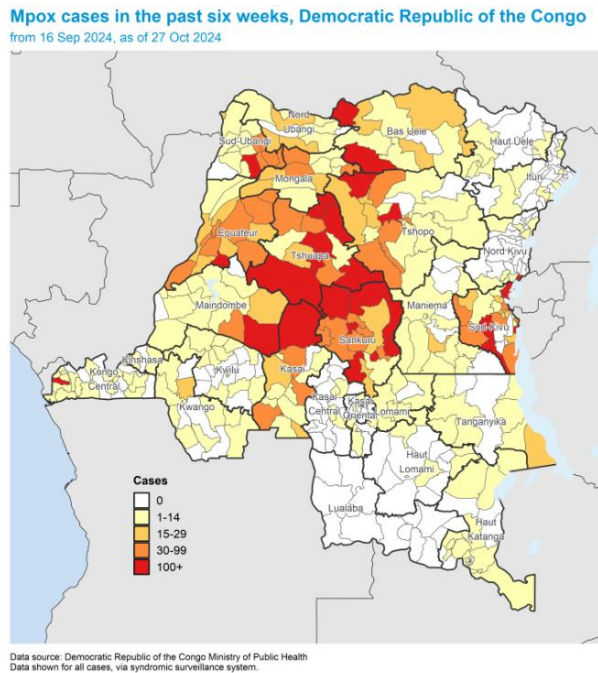 Mpox cases in the past six weeks, Democratic Republic of the Congo
from 16 Sep 2024, as of 27 Oct 2024
Nord
Ubangi
Sud-Ubangi
Bas Uele
Haut Uele
Ituri
Mongala
Equateur
Tshopo
Tshuapa
Nord Kivu
Maindombe
Maniema
Sud-Kivu
Sankuru
Kinshasa
Kongo
Central
Kwilu
Kasai
Kwango
Kasai
Central
Kasai
Oriental
Lomami
Tanganyika
Haut
Lomami
Lualaba
Haut
Katanga
Cases
0
1-14
15-29
30-99
100+
Data source: Democratic Republic of the Congo Ministry of Public Health
Data shown for all cases, via syndromic surveillance system.